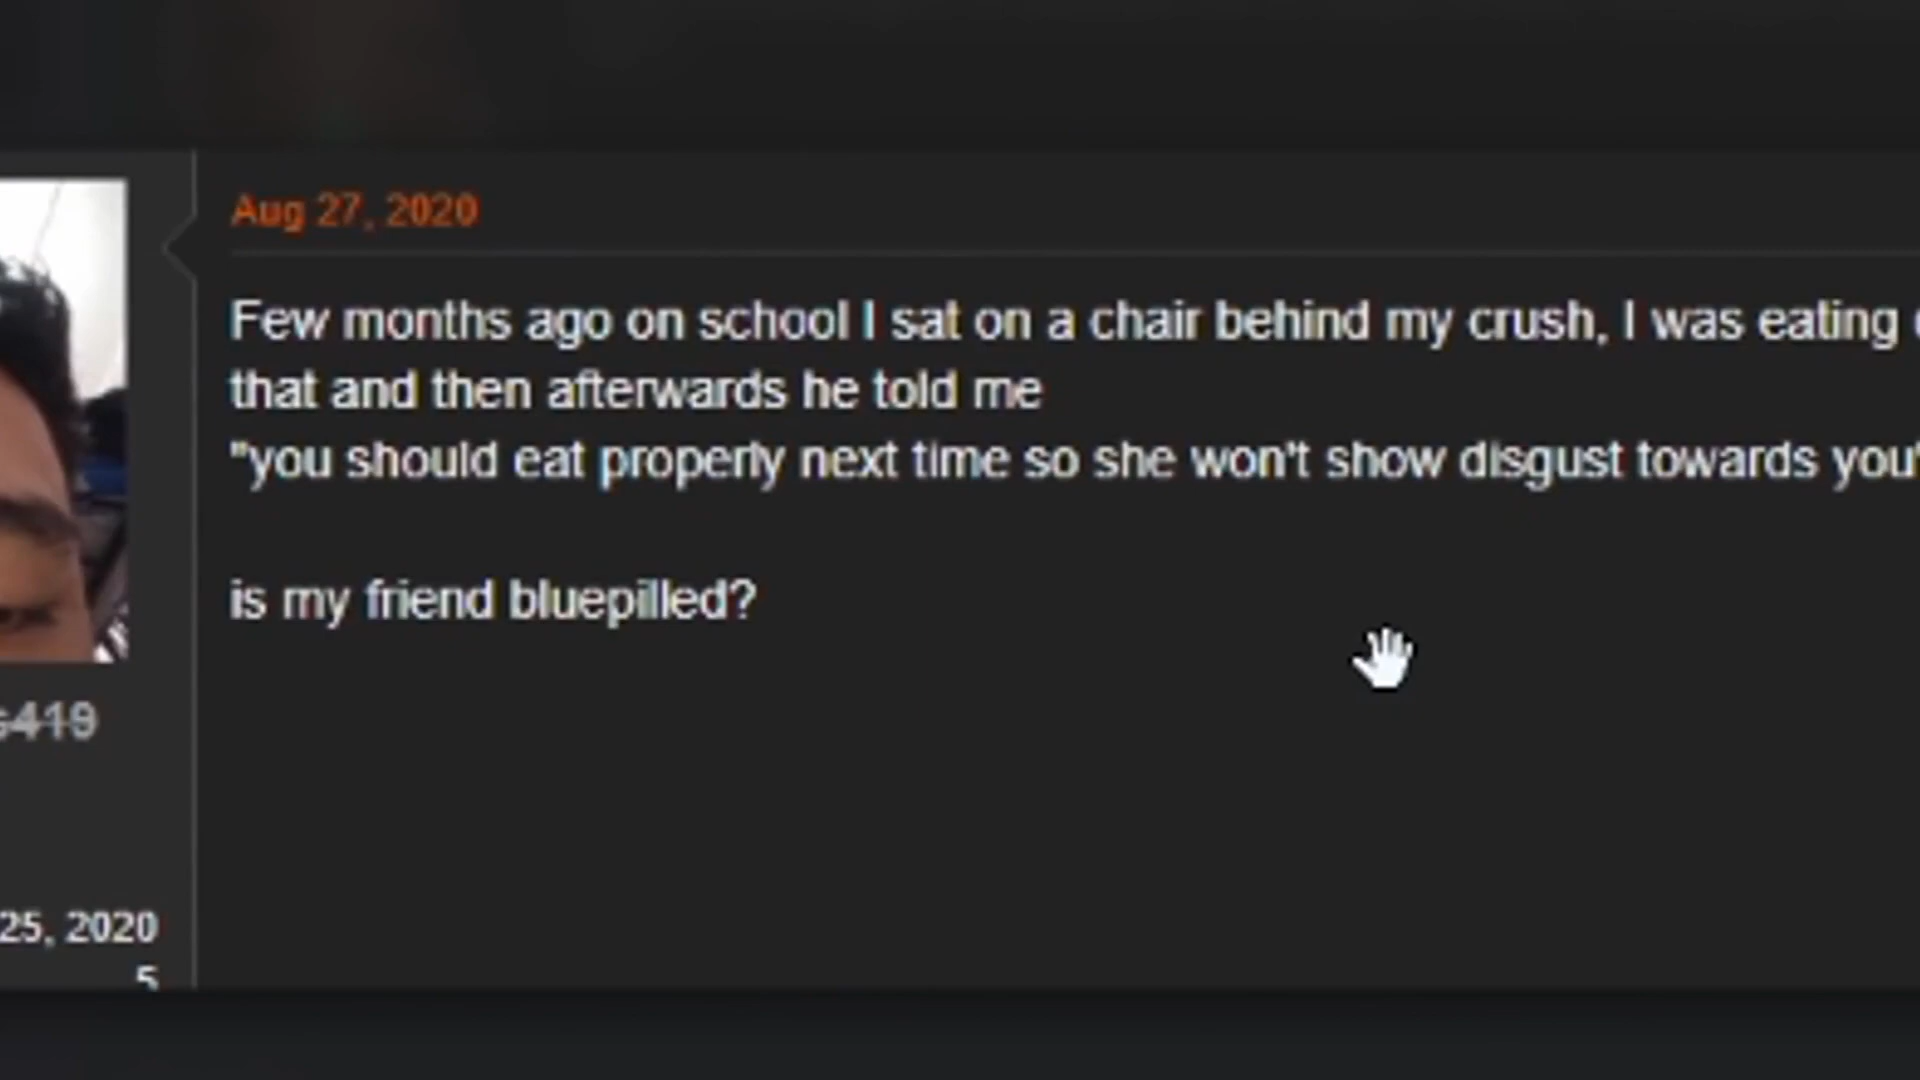 Aug 27, 2020
Few months ago on school I sat on a chair behind my crush, I was eating
that and then afterwards he told me
"you should eat properly next time so she won't show disgust towards you"
is my friend bluepilled?
s419
25, 2020
5